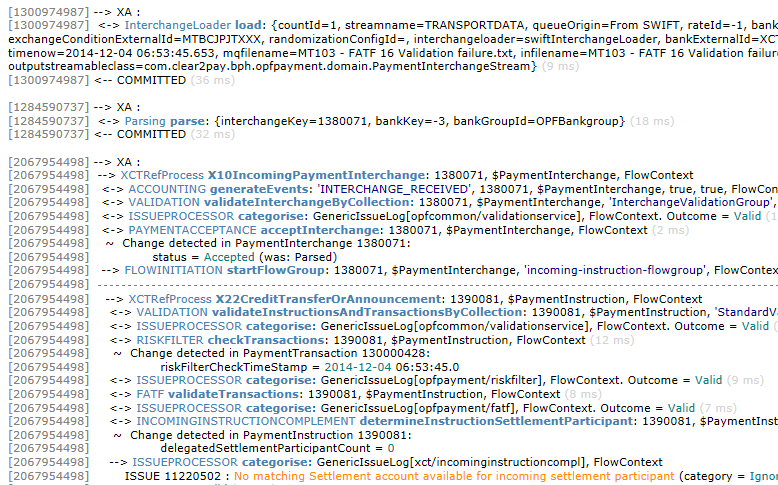 [1300974987] --> XA :
[1300974987]  <-> InterchangeLoader load: {countId=1, streamname=TRANSPORTDATA, queueOrigin=From SWIFT, rateId=-1, bank
exchangeConditionExternalId=MTBCJPJTXXX, randomizationConfigId=, interchangeloader=swiftInterchangeLoader, bankExternalId=XCT
timenow=2014-12-04 06:53:45.653, mqfilename=MT103 - FATF 16 Validation failure.txt, infilename=MT103 - FATF 16 Validation failure
outputstreamableclass=com.clear2pay.bph.opfpayment.domain.PaymentInterchangeStream} (9 ms)
[1300974987] <-- COMMITTED (36 ms)
[1284590737] --> XA :
[1284590737]  <-> Parsing parse: {interchangeKey=1380071, bankKey=-3, bankGroupId=OPFBankgroup} (18 ms)
[1284590737] <-- COMMITTED (32 ms)
[2067954498] --> XA :
[2067954498]  --> XCTRefProcess X10IncomingPaymentInterchange: 1380071, $PaymentInterchange, FlowContext
[2067954498]   <-> ACCOUNTING generateEvents: 'INTERCHANGE_RECEIVED', 1380071, $PaymentInterchange, true, true, FlowCon
[2067954498]   <-> VALIDATION validateInterchangeByCollection: 1380071, $PaymentInterchange, 'InterchangeValidationGroup',
[2067954498]   <-> ISSUEPROCESSOR categorise: GenericIssueLog[opfcommon/validationservice], FlowContext. Outcome = Valid (1
[2067954498]   <-> PAYMENTACCEPTANCE acceptInterchange: 1380071, $PaymentInterchange, FlowContext (2 ms)
[2067954498]    ~  Change detected in PaymentInterchange 1380071:
[2067954498]          status = Accepted (was: Parsed)
[2067954498]  --> FLOWINITIATION startFlowGroup: 1380071, $PaymentInterchange, 'incoming-instruction-flowgroup', FlowContex
[2067954498]
[2067954498]   --> XCTRefProcess X22CreditTransferOrAnnouncement: 1390081, $PaymentInstruction, FlowContext
[2067954498]    <-> VALIDATION validateInstructionsAndTransactionsByCollection: 1390081, $PaymentInstruction, 'StandardVa
[2067954498]    <-> ISSUEPROCESSOR categorise: GenericIssueLog[opfcommon/validationservice], FlowContext. Outcome = Valid (
[2067954498]    <-> RISKFILTER checkTransactions: 1390081, $PaymentInstruction, FlowContext (12 ms)
[2067954498]     ~  Change detected in PaymentTransaction 130000428:
[2067954498]           riskFilterCheckTimeStamp = 2014-12-04 06:53:45.0
[2067954498]    <-> ISSUEPROCESSOR categorise: GenericIssueLog[opfpayment/riskfilter], FlowContext. Outcome = Valid (9 ms)
[2067954498]    <-> FATF validateTransactions: 1390081, $PaymentInstruction, FlowContext (8 ms)
[2067954498]    <-> ISSUEPROCESSOR categorise: GenericIssueLog[opfpayment/fatf], FlowContext. Outcome = Valid (7 ms)
[2067954498]    <-> INCOMINGINSTRUCTIONCOMPLEMENT determineInstructionSettlementParticipant: 1390081, $PaymentInst
[2067954498]     ~  Change detected in PaymentInstruction 1390081:
[2067954498]           delegatedSettlementParticipantCount = 0
[2067954498]    --> ISSUEPROCESSOR categorise: GenericIssueLog[xct/incominginstructioncompl], FlowContext
[2067954498]        ISSUE 11220502 : No matching Settlement account available for incoming settlement participant (category = Ignor